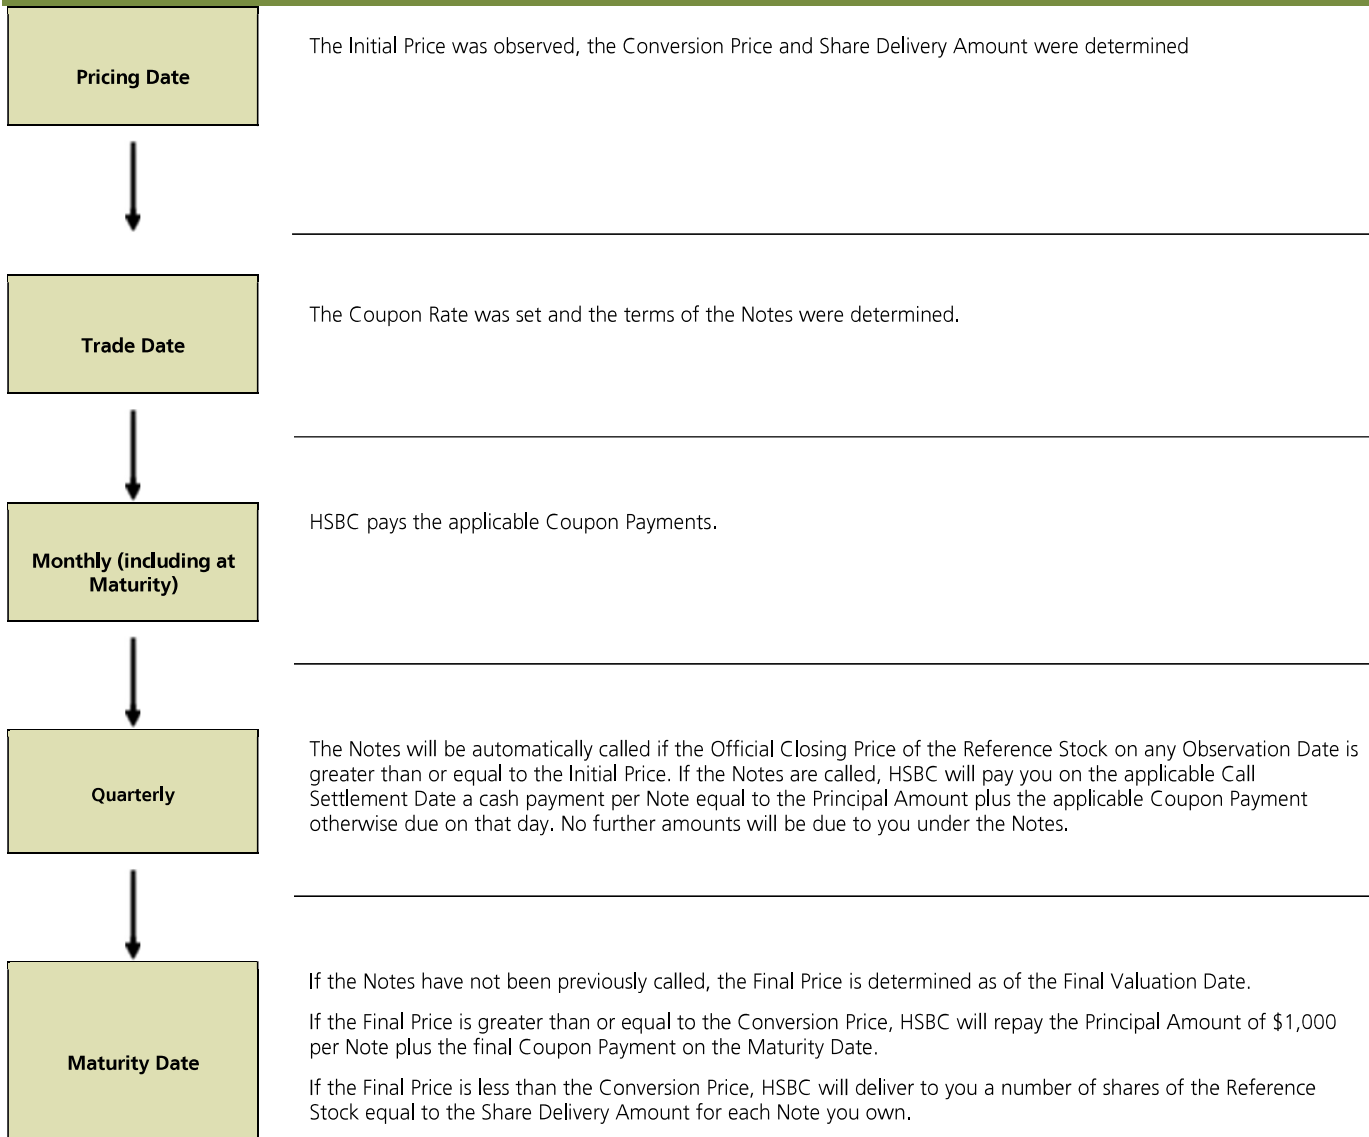 Pricing Date
The Initial Price was observed, the Conversion Price and Share Delivery Amount were determined
Trade Date
The Coupon Rate was set and the terms of the Notes were determined.
Monthly (including at
Maturity)
HSBC pays the applicable Coupon Payments.
Quarterly
The Notes will be automatically called if the Official Closing Price of the Reference Stock on any Observation Date is
greater than or equal to the Initial Price. If the Notes are called, HSBC will pay you on the applicable Call
Settlement Date a cash payment per Note equal to the Principal Amount plus the applicable Coupon Payment
otherwise due on that day. No further amounts will be due to you under the Notes.
Maturity Date
If the Notes have not been previously called, the Final Price is determined as of the Final Valuation Date.
If the Final Price is greater than or equal to the Conversion Price, HSBC will repay the Principal Amount of $1,000
per Note plus the final Coupon Payment on the Maturity Date.
If the Final Price is less than the Conversion Price, HSBC will deliver to you a number of shares of the Reference
Stock equal to the Share Delivery Amount for each Note you own.